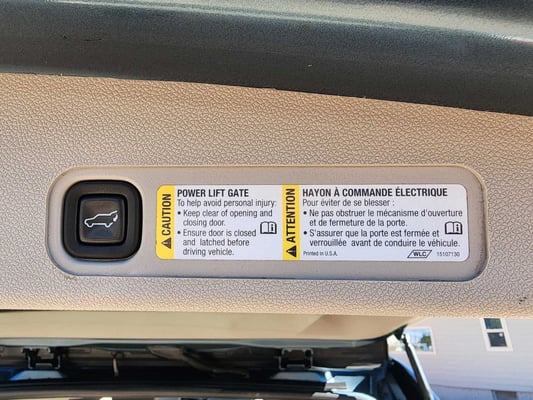 CAUTION
POWER LIFT GATE
To help avoid personal injury:
• Keep clear of opening and
closing door.
• Ensure door is closed
and latched before
driving vehicle.
ATTENTION
HAYON À COMMANDE ÉLECTRIQUE
Pour éviter de se blesser :
• Ne pas obstruer le mécanisme d'ouverture
et de fermeture de la porte.
• S'assurer que la porte est fermée et
verrouillée avant de conduire le véhicule.
Printed in U.S.A.
WLC
15107130